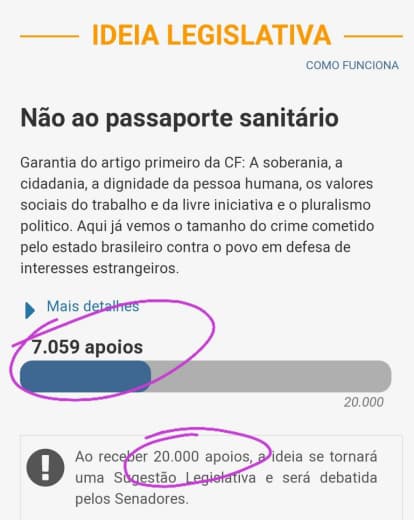 IDEIA LEGISLATIVA
COMO FUNCIONA
Não ao passaporte sanitário
Garantia do artigo primeiro da CF: A soberania, a
cidadania, a dignidade da pessoa humana, os valores
sociais do trabalho e da livre iniciativa e o pluralismo
politico. Aqui já vemos o tamanho do crime cometido
pelo estado brasileiro contra o povo em defesa de
interesses estrangeiros.
Mais detalhes
7.059 apoios
20.000
Ao receber 20.000 apoios, a ideia se tornará
uma Sugestão Legislativa e será debatida
pelos Senadores.